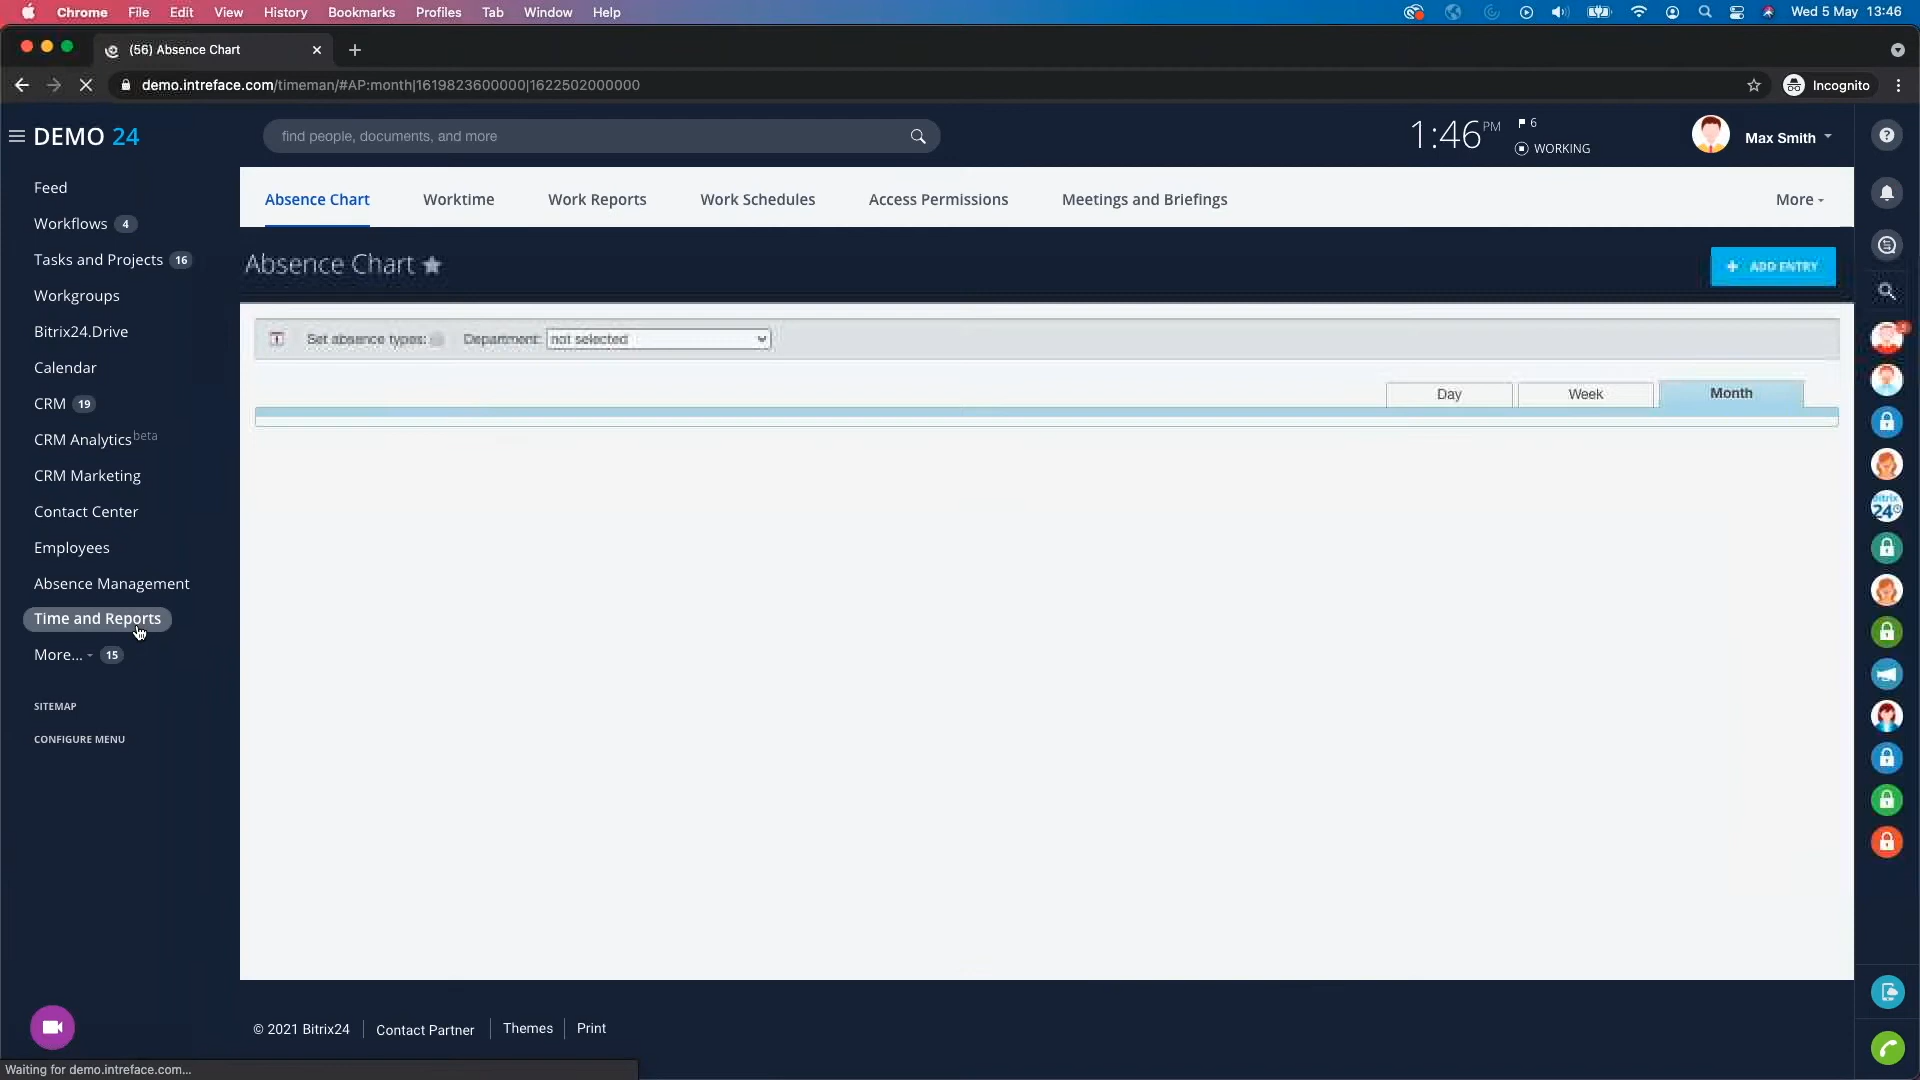 Chrome File Edit View History Bookmarks Profiles Tab Window Help Wed 5 May 13:46
(56) Absence Chart
demo.intreface.com/timeman/#AP:month|1619823600000|1622502000000
Incognito
DEMO 24
find people, documents, and more
1:46 PM
6
WORKING
Max Smith
Feed
Workflows 4
Tasks and Projects 16
Workgroups
Bitrix24.Drive
Calendar
CRM 19
CRM Analytics beta
CRM Marketing
Contact Center
Employees
Absence Management
Time and Reports
More... 15
SITEMAP
CONFIGURE MENU
Absence Chart Worktime Work Reports Work Schedules Access Permissions Meetings and Briefings More
Absence Chart
+ ADD ENTRY
Set absence types: Department: not selected
Day Week Month
Bitrix
24
© 2021 Bitrix24 Contact Partner Themes Print
Waiting for demo.intreface.com...